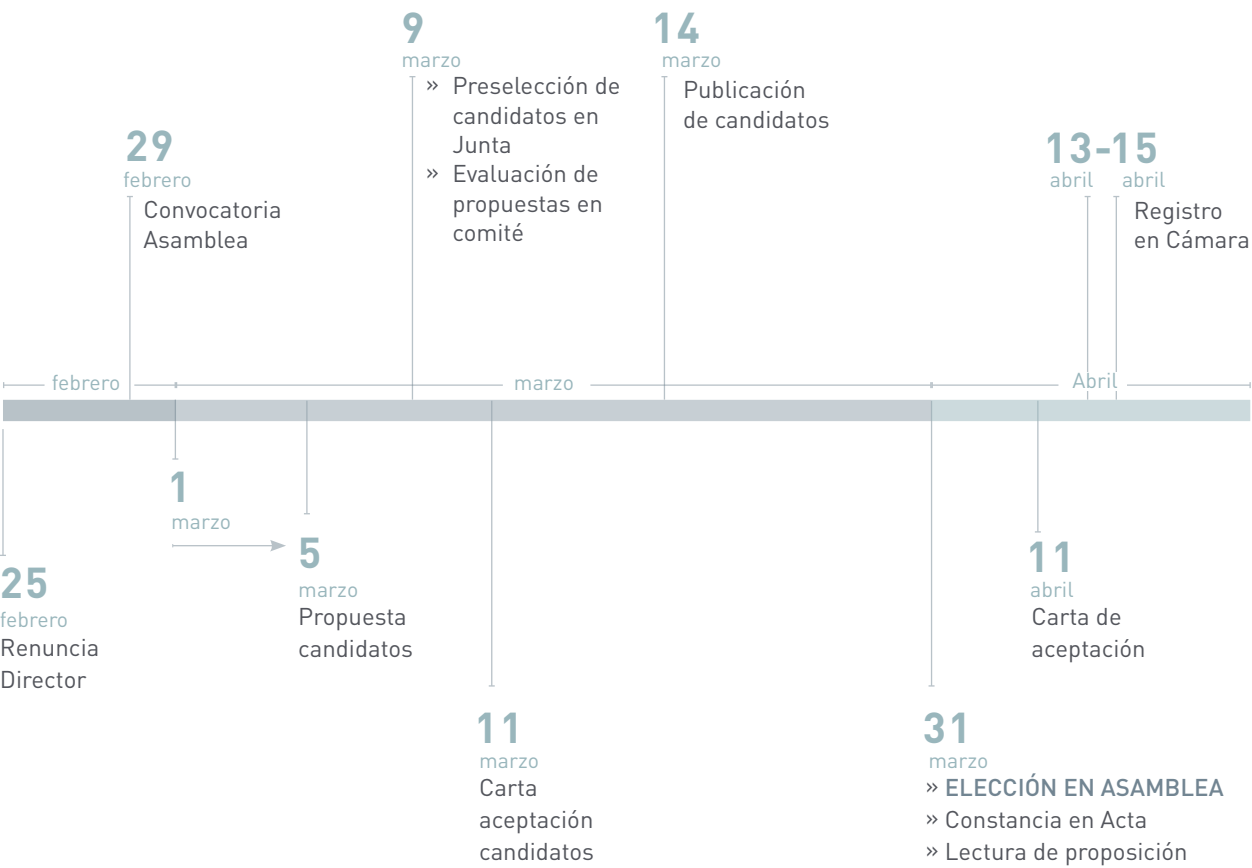 9
marzo
» Preselección de
candidatos en
Junta
» Evaluación de
propuestas en
comité
14
marzo
Publicación
de candidatos
29
febrero
Convocatoria
Asamblea
13-15
abril abril
Registro
en Cámara
febrero
marzo
Abril
1
marzo
5
marzo
Propuesta
candidatos
25
febrero
Renuncia
Director
11
abril
Carta de
aceptación
11
marzo
Carta
aceptación
candidatos
31
marzo
» ELECCIÓN EN ASAMBLEA
» Constancia en Acta
» Lectura de proposición